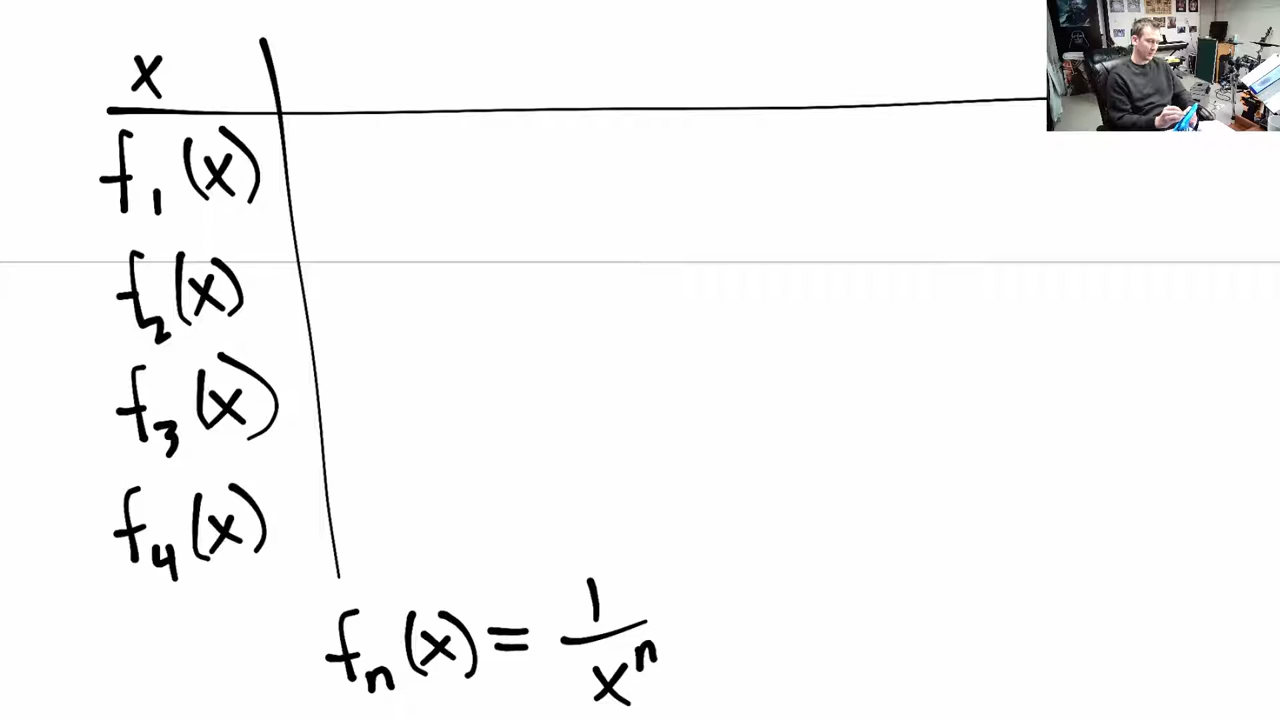 x
f₁(x)
f₂(x)
f₃(x)
f₄(x)
fₙ(x) = 1/xⁿ